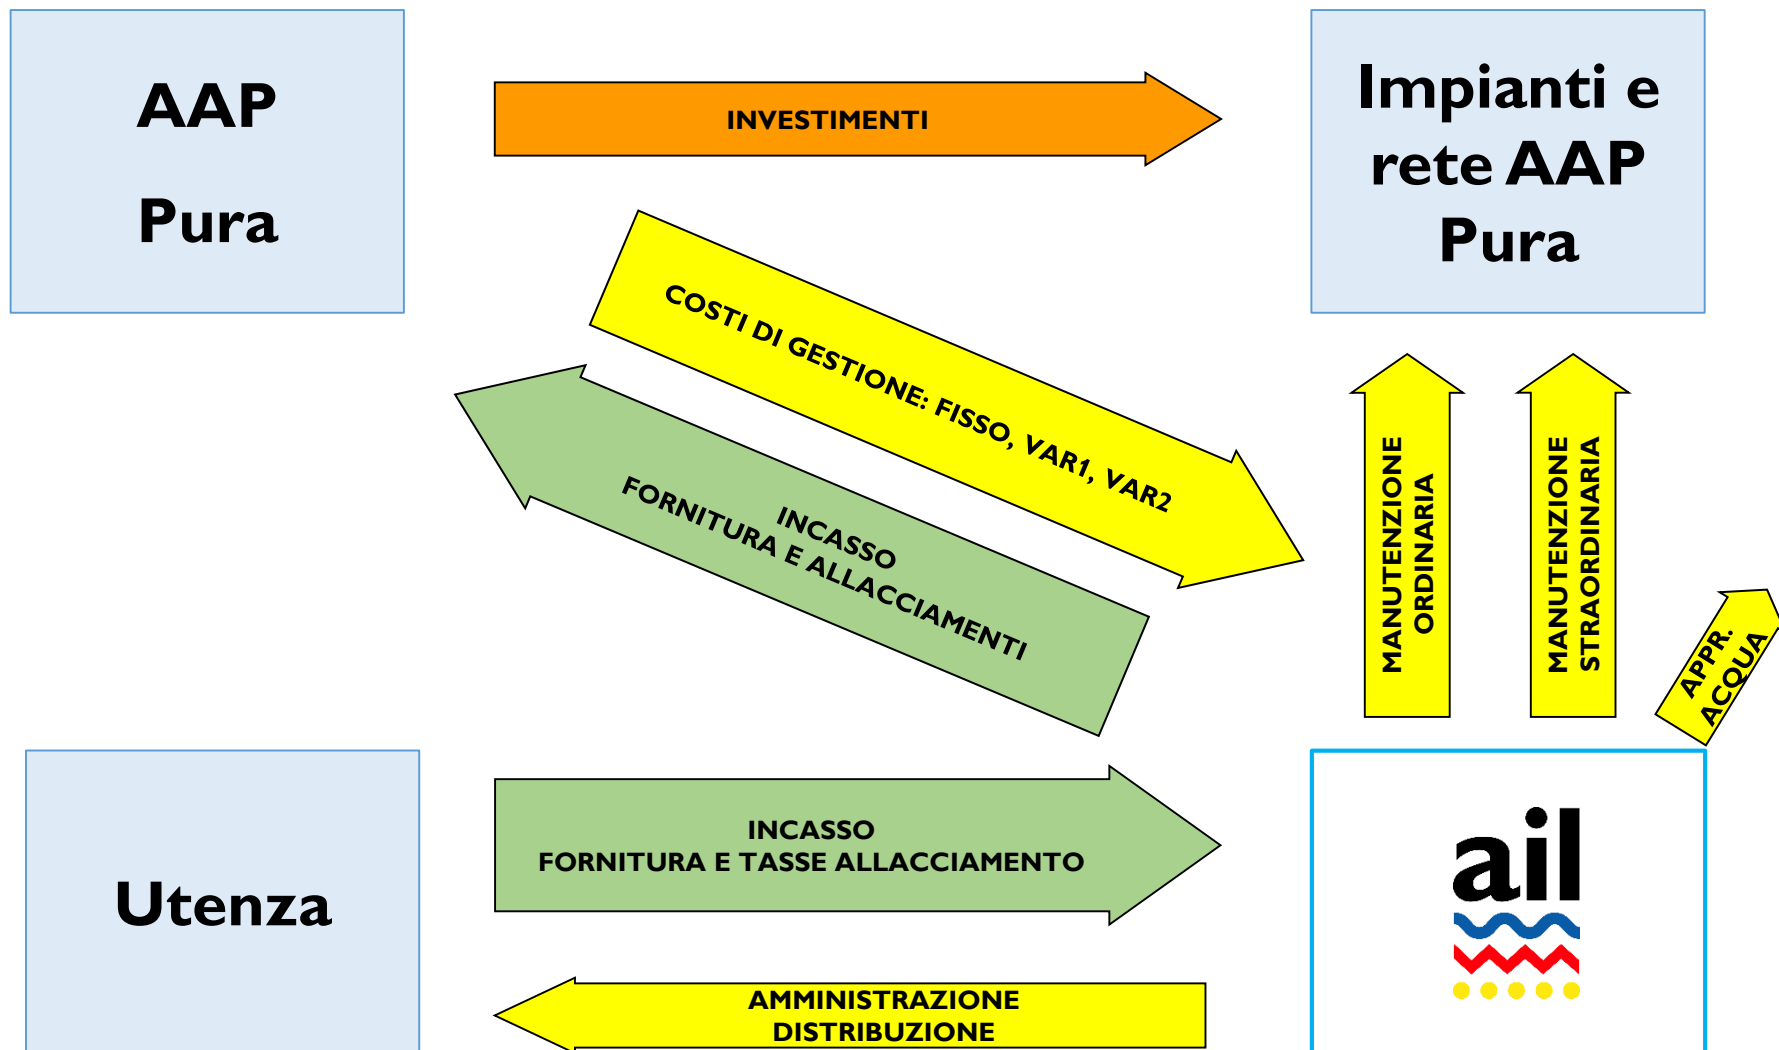 AAP
Pura
INVESTIMENTI
Impianti e
rete AAP
Pura
COSTI DI GESTIONE: FISSO, VAR1, VAR2
INCASSO
FORNITURA E ALLACCIAMENTI
MANUTENZIONE
ORDINARIA
MANUTENZIONE
STRAORDINARIA
APPR.
ACQUA
Utenza
INCASSO
FORNITURA E TASSE ALLACCIAMENTO
ail
AMMINISTRAZIONE
DISTRIBUZIONE